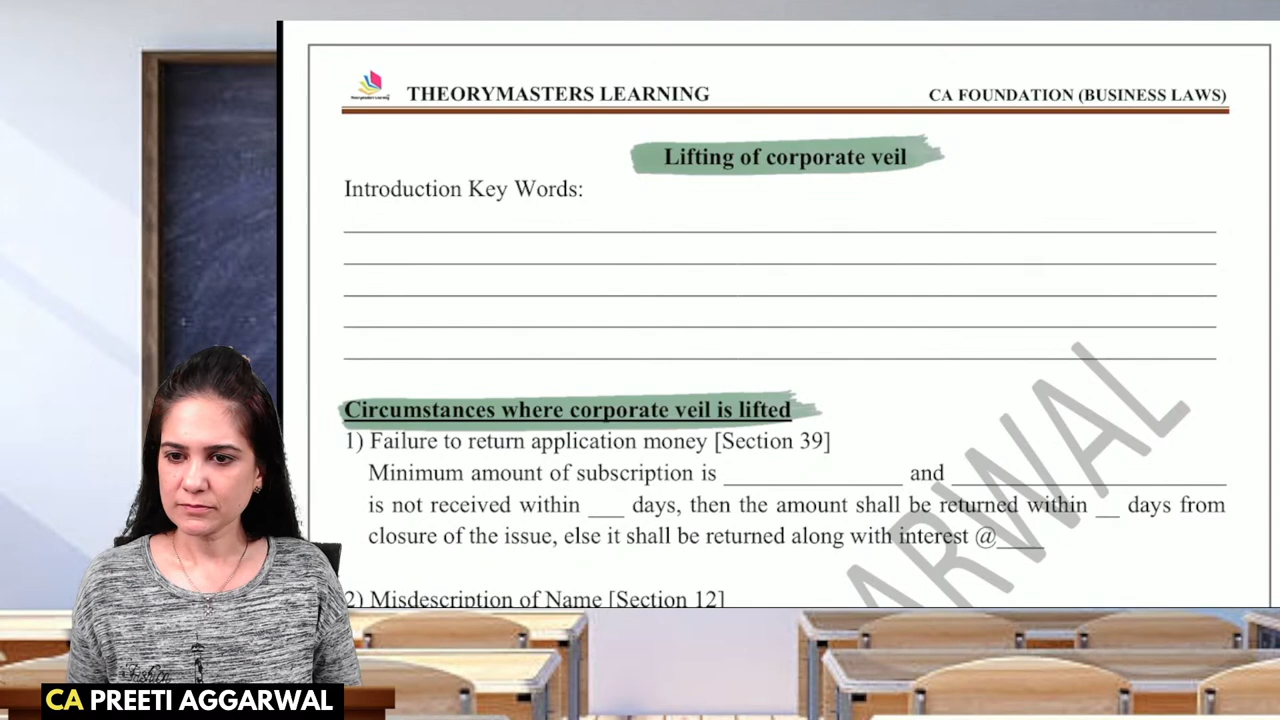 THEORYMASTERS LEARNING
CA FOUNDATION (BUSINESS LAWS)
Lifting of corporate veil
Introduction Key Words:
Circumstances where corporate veil is lifted
1) Failure to return application money [Section 39]
Minimum amount of subscription is _______________ and _______________________
is not received within ___ days, then the amount shall be returned within __ days from
closure of the issue, else it shall be returned along with interest @____
2) Misdescription of Name [Section 12]
ARWAL
CA PREETI AGGARWAL